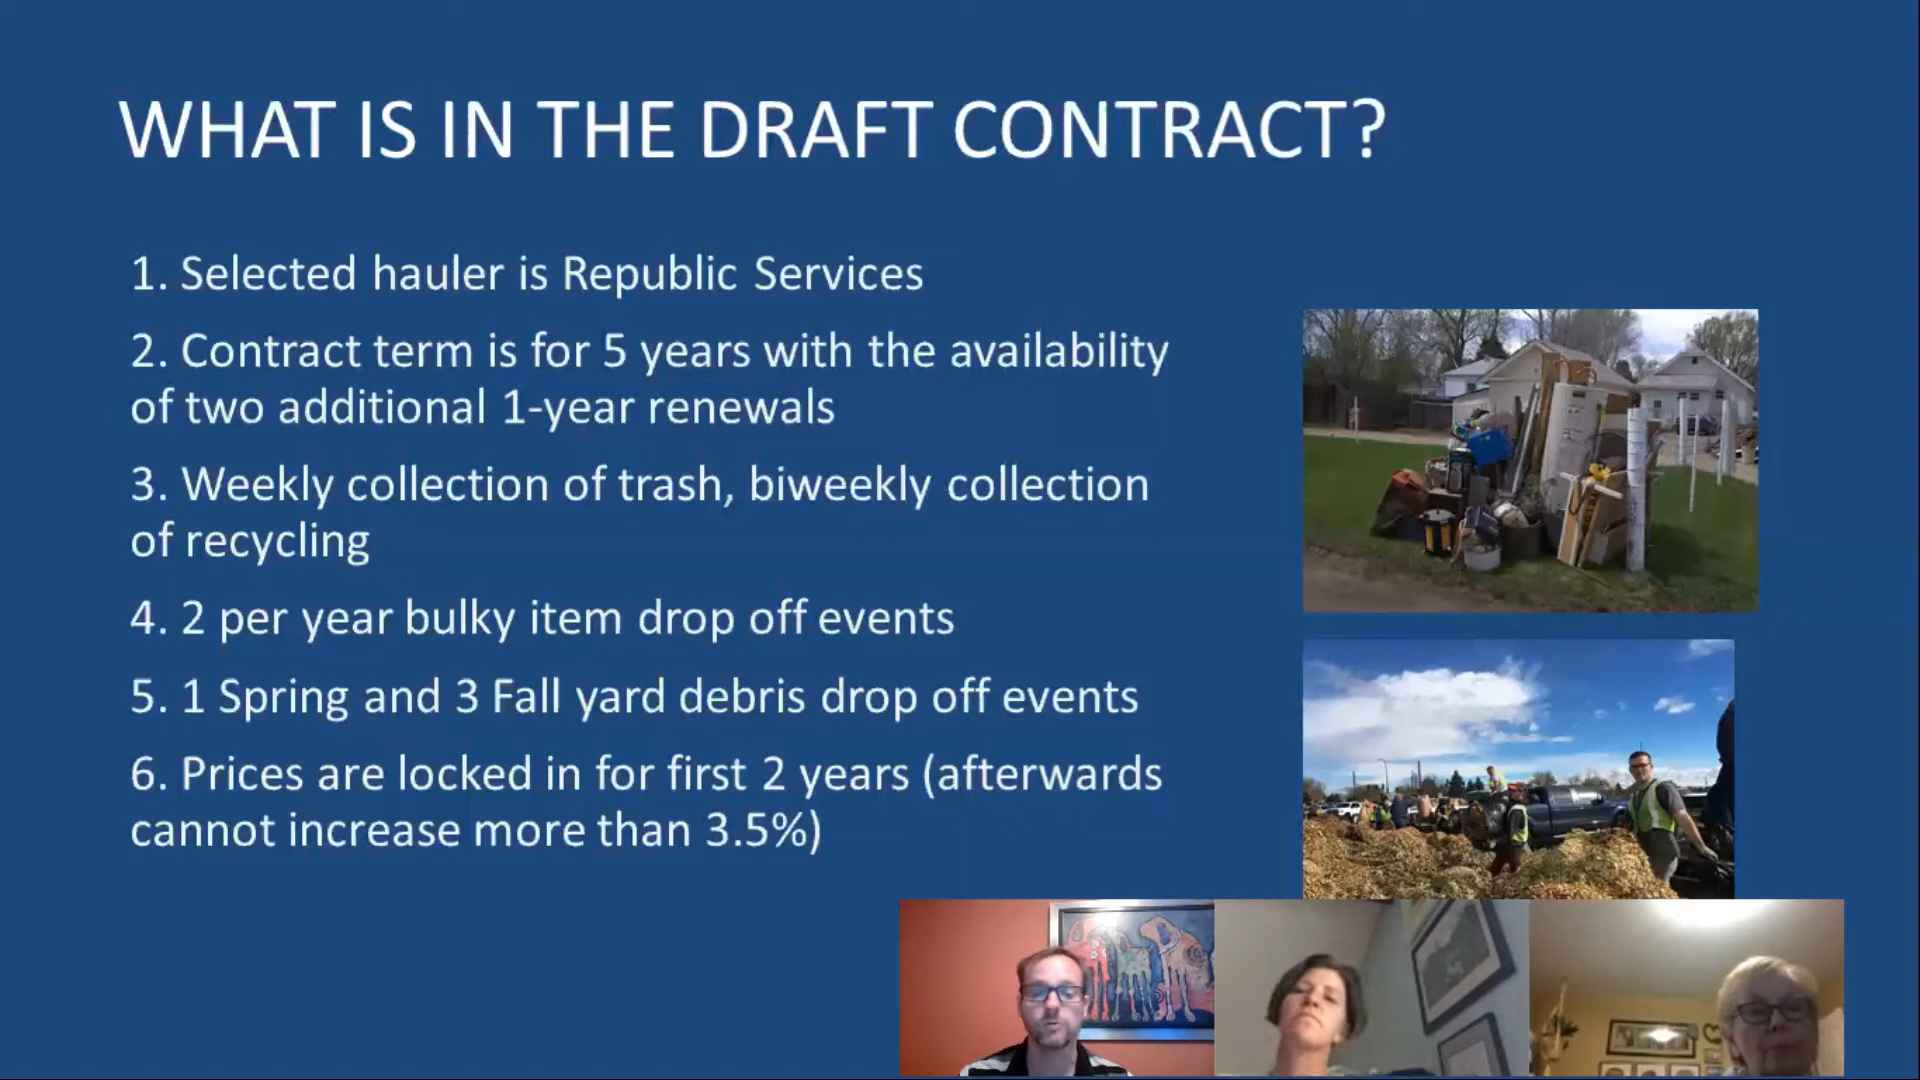 WHAT IS IN THE DRAFT CONTRACT?
1. Selected hauler is Republic Services
2. Contract term is for 5 years with the availability
of two additional 1-year renewals
3. Weekly collection of trash, biweekly collection
of recycling
4. 2 per year bulky item drop off events
5. 1 Spring and 3 Fall yard debris drop off events
6. Prices are locked in for first 2 years (afterwards
cannot increase more than 3.5%)